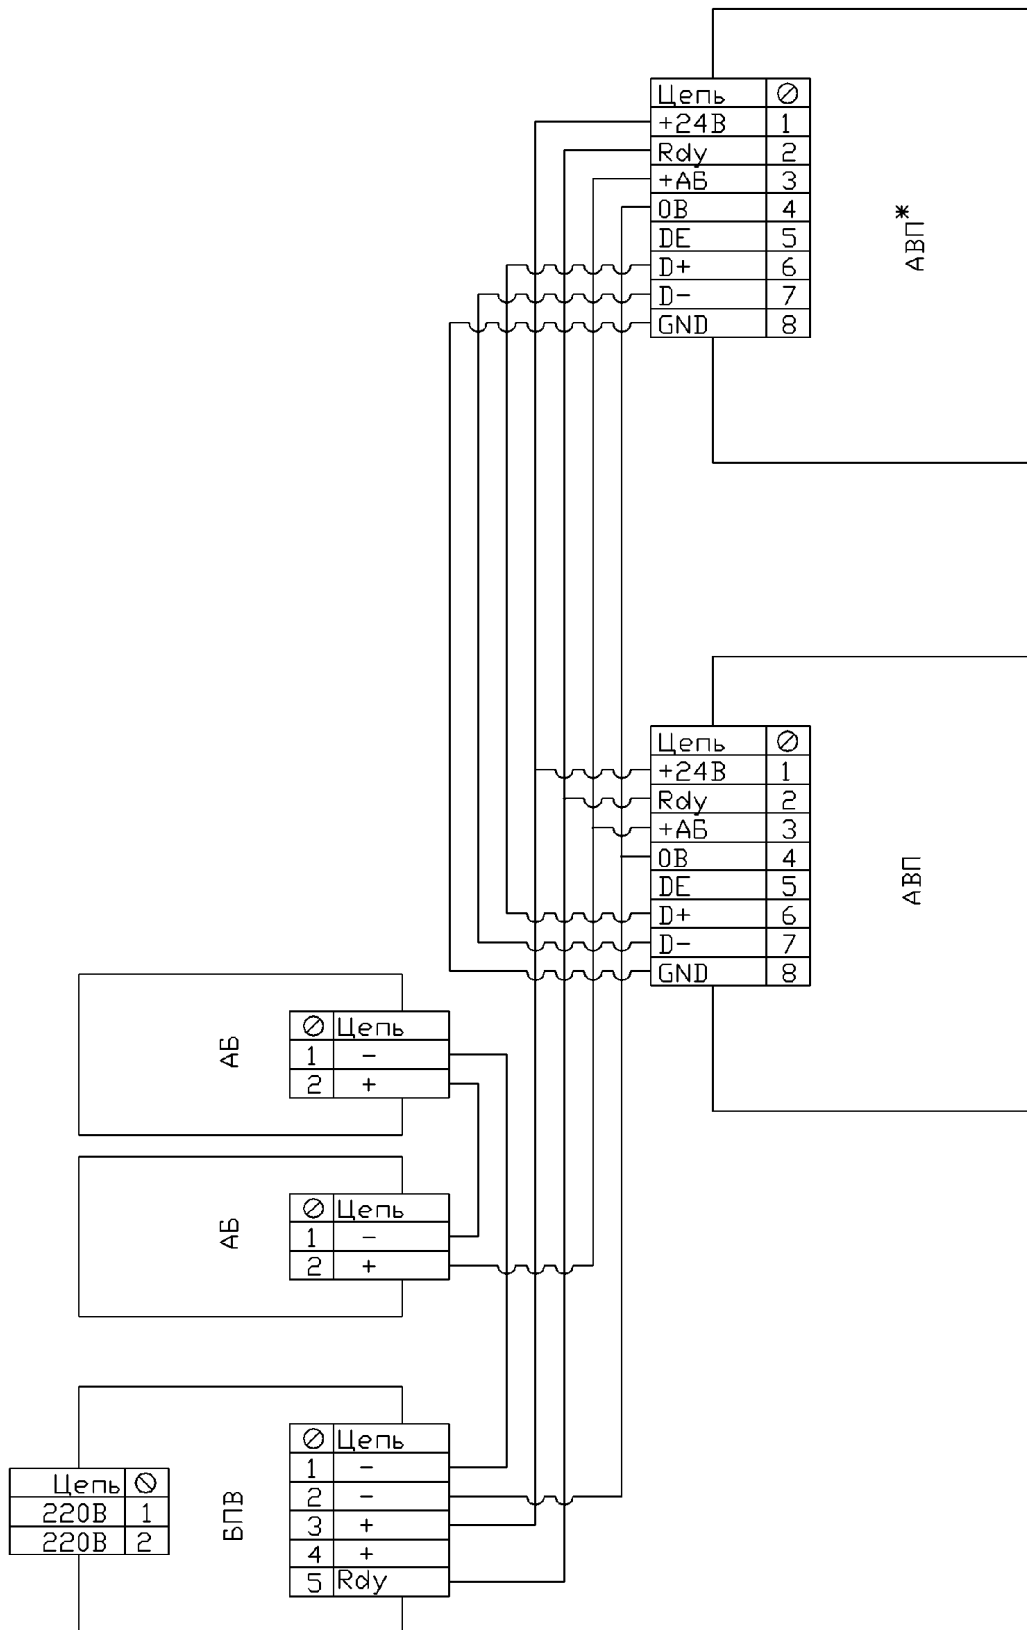 Цепь ⊘
+24В 1
Rdy 2
+АБ 3
0В 4
DE 5
D+ 6
D- 7
GND 8
АВП*
Цепь ⊘
+24В 1
Rdy 2
+АБ 3
0В 4
DE 5
D+ 6
D- 7
GND 8
АВП
АБ
⊘ Цепь
1 -
2 +
АБ
⊘ Цепь
1 -
2 +
Цепь ⊘
220В 1
220В 2
БПВ
⊘ Цепь
1 -
2 -
3 +
4 +
5 Rdy